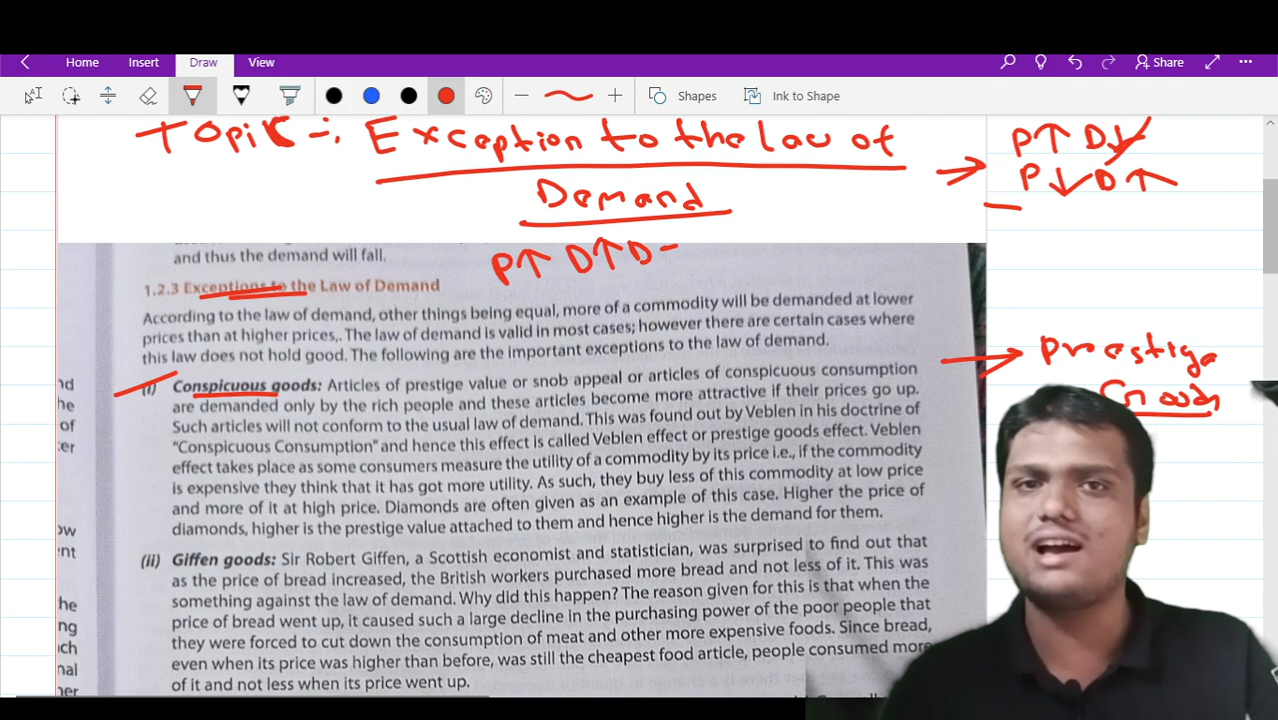 Home Insert Draw View Share
Shapes Ink to Shape
Topic :- Exception to the law of
Demand
P↑ D↓
P↓ D↑
P↑ D↑ D-
and thus the demand will fall.
1.2.3 Exceptions to the Law of Demand
According to the law of demand, other things being equal, more of a commodity will be demanded at lower
prices than at higher prices,. The law of demand is valid in most cases; however there are certain cases where
this law does not hold good. The following are the important exceptions to the law of demand.
Prestige
Goods
(i) Conspicuous goods: Articles of prestige value or snob appeal or articles of conspicuous consumption
are demanded only by the rich people and these articles become more attractive if their prices go up.
Such articles will not conform to the usual law of demand. This was found out by Veblen in his doctrine of
"Conspicuous Consumption" and hence this effect is called Veblen effect or prestige goods effect. Veblen
effect takes place as some consumers measure the utility of a commodity by its price i.e., if the commodity
is expensive they think that it has got more utility. As such, they buy less of this commodity at low price
and more of it at high price. Diamonds are often given as an example of this case. Higher the price of
diamonds, higher is the prestige value attached to them and hence higher is the demand for them.
(ii) Giffen goods: Sir Robert Giffen, a Scottish economist and statistician, was surprised to find out that
as the price of bread increased, the British workers purchased more bread and not less of it. This was
something against the law of demand. Why did this happen? The reason given for this is that when the
price of bread went up, it caused such a large decline in the purchasing power of the poor people that
they were forced to cut down the consumption of meat and other more expensive foods. Since bread,
even when its price was higher than before, was still the cheapest food article, people consumed more
of it and not less when its price went up.